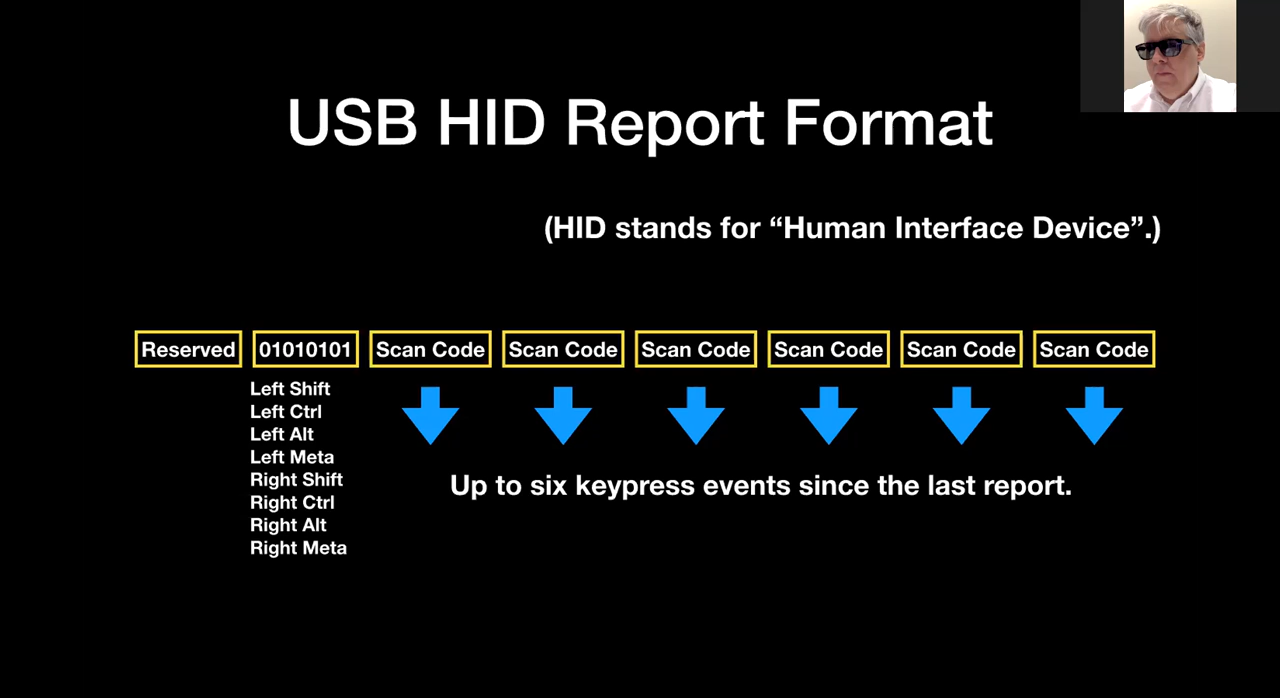 USB HID Report Format
(HID stands for “Human Interface Device”.)
Reserved 01010101 Scan Code Scan Code Scan Code Scan Code Scan Code Scan Code
Left Shift
Left Ctrl
Left Alt
Left Meta
Right Shift
Right Ctrl
Right Alt
Right Meta
Up to six keypress events since the last report.